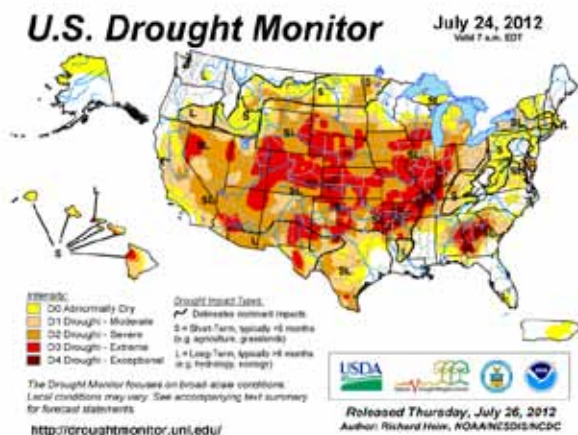 U.S. Drought Monitor
July 24, 2012
Valid 7 a.m. EDT
Intensity:
D0 Abnormally Dry
D1 Drought - Moderate
D2 Drought - Severe
D3 Drought - Extreme
D4 Drought - Exceptional
Drought Impact Types:
Delineates dominant impacts
S = Short-Term, typically <6 months
(e.g. agriculture, grasslands)
L = Long-Term, typically >6 months
(e.g. hydrology, ecology)
The Drought Monitor focuses on broad-scale conditions.
Local conditions may vary. See accompanying text summary
for forecast statements.
http://droughtmonitor.unl.edu/
USDA
Released Thursday, July 26, 2012
Author: Richard Heim, NOAA/NESDIS/NCDC